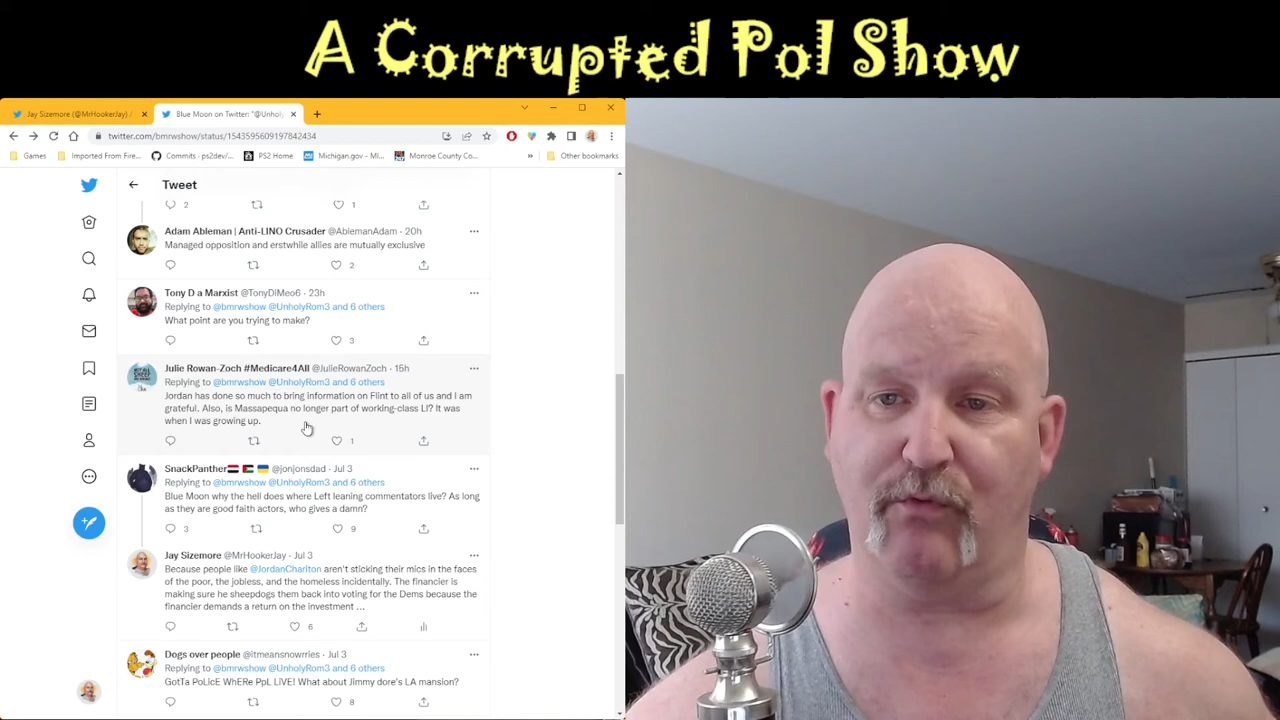 A Corrupted Pol Show
Jay Sizemore (@MrHookerJay) /
Blue Moon on Twitter: "@Unhol
twitter.com/bmrwshow/status/1543595609197842434
Games
Imported From Fire...
Commits · ps2dev/...
PS2 Home
Michigan.gov – MI...
Monroe County Co...
Other bookmarks
Tweet
2
1
Adam Ableman | Anti-LINO Crusader @AblemanAdam · 20h
Managed opposition and erstwhile allies are mutually exclusive
2
Tony D a Marxist @TonyDiMeo6 · 23h
Replying to @bmrwshow @UnholyRom3 and 6 others
What point are you trying to make?
3
Julie Rowan-Zoch #Medicare4All @JulieRowanZoch · 15h
Replying to @bmrwshow @UnholyRom3 and 6 others
Jordan has done so much to bring information on Flint to all of us and I am
grateful. Also, is Massapequa no longer part of working-class LI? It was
when I was growing up.
1
SnackPanther @jonjonsdad · Jul 3
Replying to @bmrwshow @UnholyRom3 and 6 others
Blue Moon why the hell does where Left leaning commentators live? As long
as they are good faith actors, who gives a damn?
3
9
Jay Sizemore @MrHookerJay · Jul 3
Because people like @JordanCharlton aren't sticking their mics in the faces
of the poor, the jobless, and the homeless incidentally. The financier is
making sure he sheepdogs them back into voting for the Dems because the
financier demands a return on the investment ...
6
Dogs over people @itmeansnowrries · Jul 3
Replying to @bmrwshow @UnholyRom3 and 6 others
GoTTa PoLicE WhERe PpL LiVE! What about Jimmy dore's LA mansion?
8